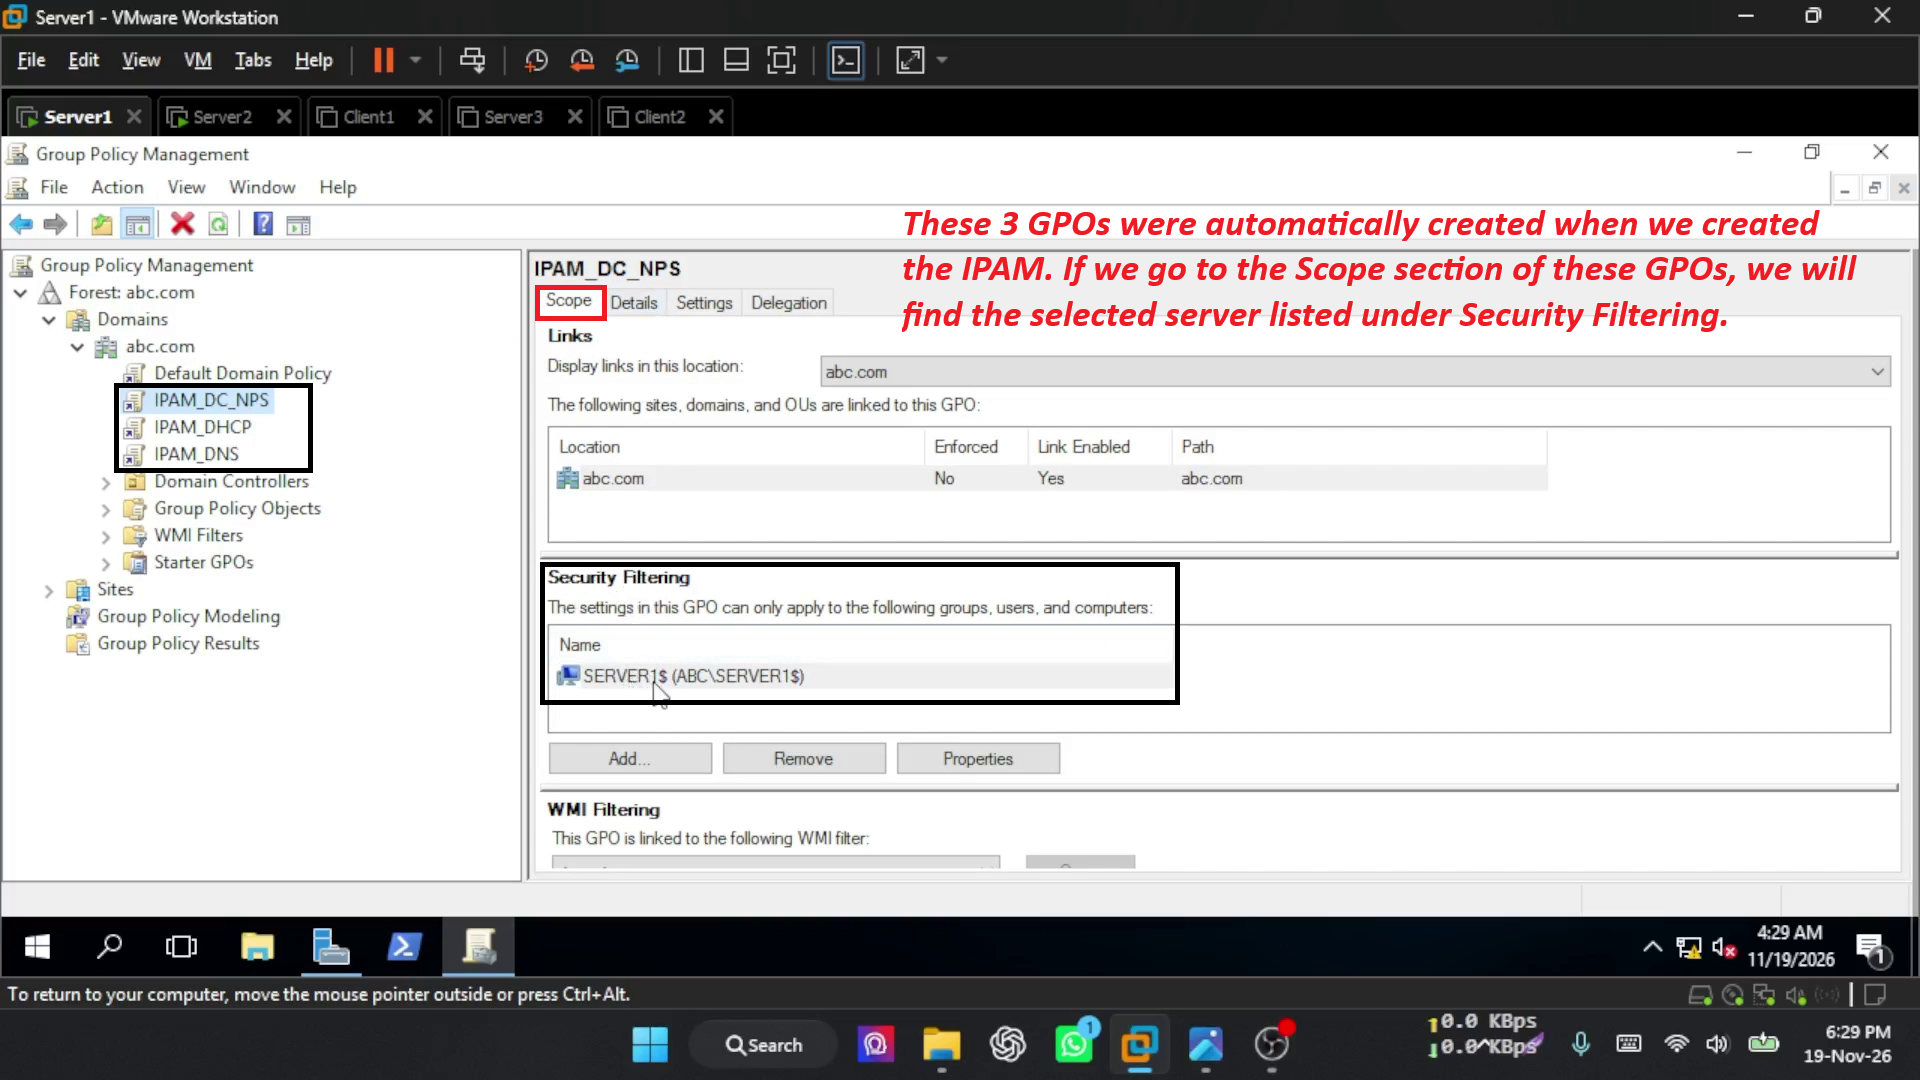 Server1 - VMware Workstation
File Edit View VM Tabs Help
Server1 Server2 Client1 Server3 Client2
Group Policy Management
File Action View Window Help
These 3 GPOs were automatically created when we created
the IPAM. If we go to the Scope section of these GPOs, we will
find the selected server listed under Security Filtering.
Group Policy Management
Forest: abc.com
Domains
abc.com
Default Domain Policy
IPAM_DC_NPS
IPAM_DHCP
IPAM_DNS
Domain Controllers
Group Policy Objects
WMI Filters
Starter GPOs
Sites
Group Policy Modeling
Group Policy Results
IPAM_DC_NPS
Scope Details Settings Delegation
Links
Display links in this location: abc.com
The following sites, domains, and OUs are linked to this GPO:
Location Enforced Link Enabled Path
abc.com No Yes abc.com
Security Filtering
The settings in this GPO can only apply to the following groups, users, and computers:
Name
SERVER1$ (ABC\SERVER1$)
Add... Remove Properties
WMI Filtering
This GPO is linked to the following WMI filter:
4:29 AM
11/19/2026
1
To return to your computer, move the mouse pointer outside or press Ctrl+Alt.
Search
1
0.0 KBps
0.0 KBps
6:29 PM
19-Nov-26